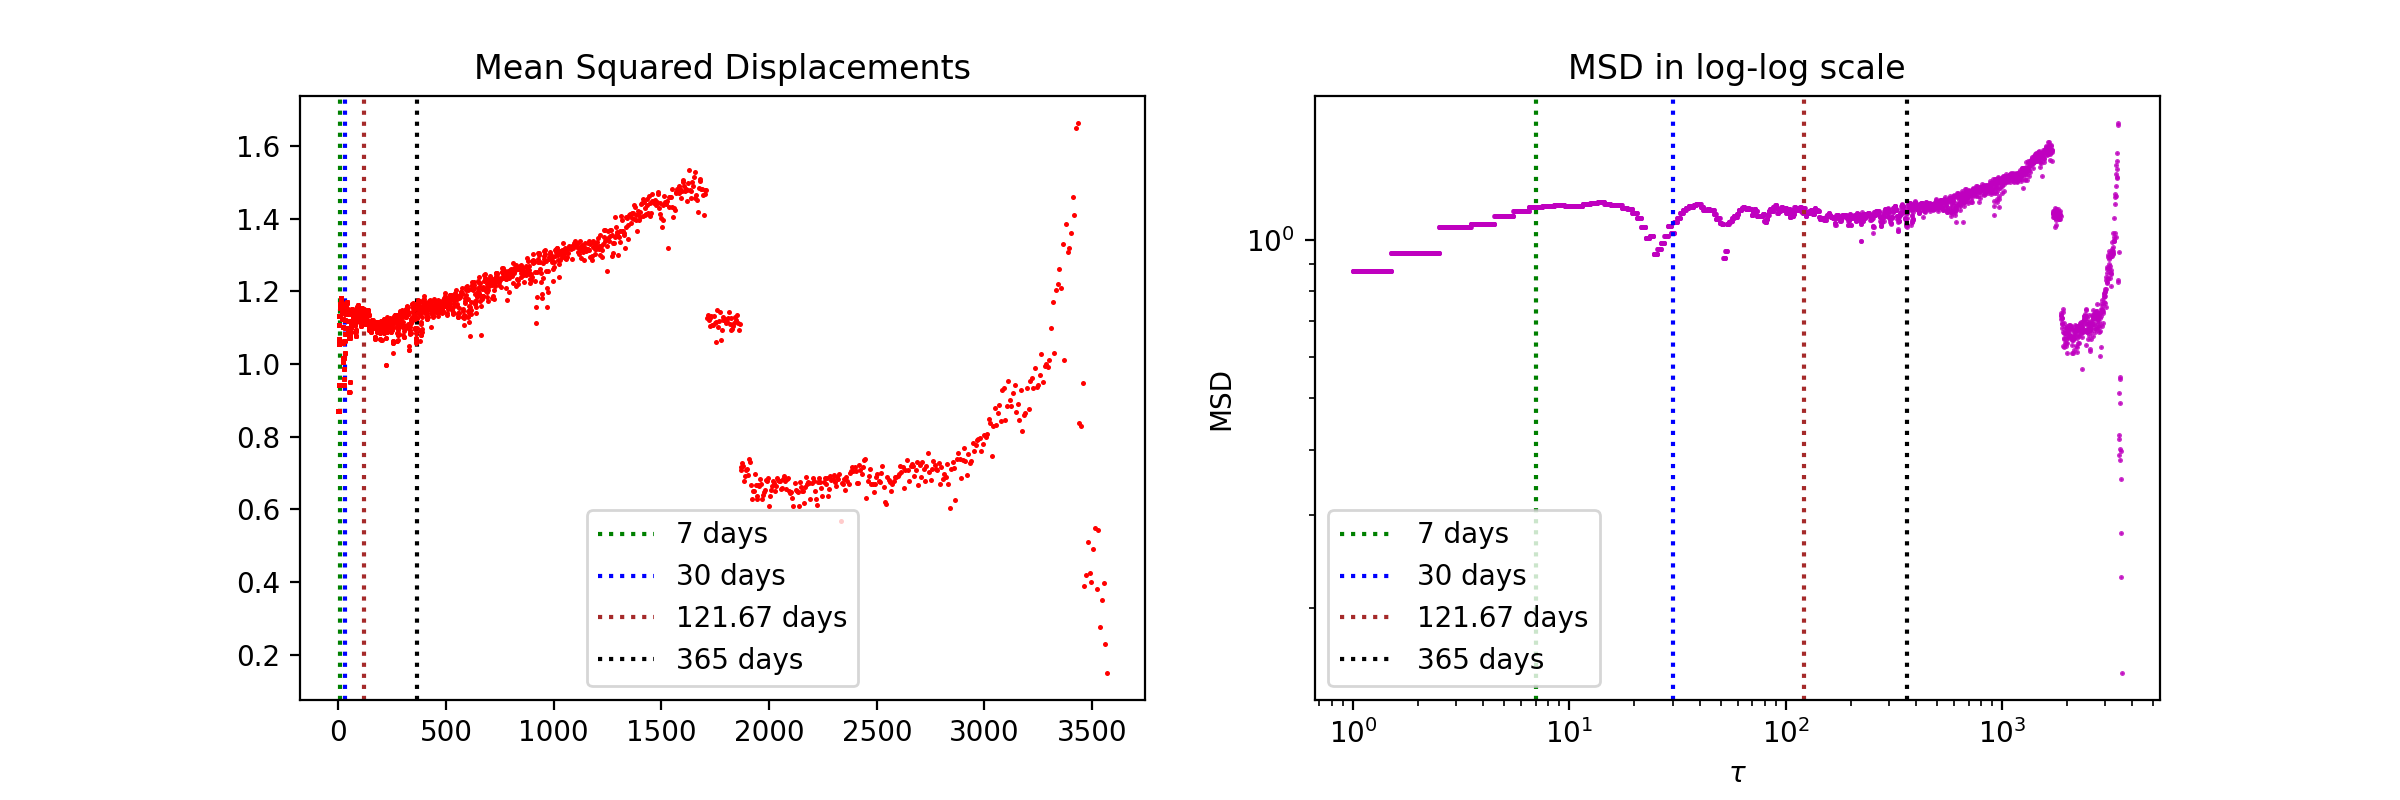 Mean Squared Displacements
1.6
1.4
1.2
1.0
0.8
0.6
0.4
0.2
0 500 1000 1500 2000 2500 3000 3500
7 days
30 days
121.67 days
365 days
MSD in log-log scale
10⁰
MSD
7 days
30 days
121.67 days
365 days
10⁰ 10¹ 10² 10³
τ